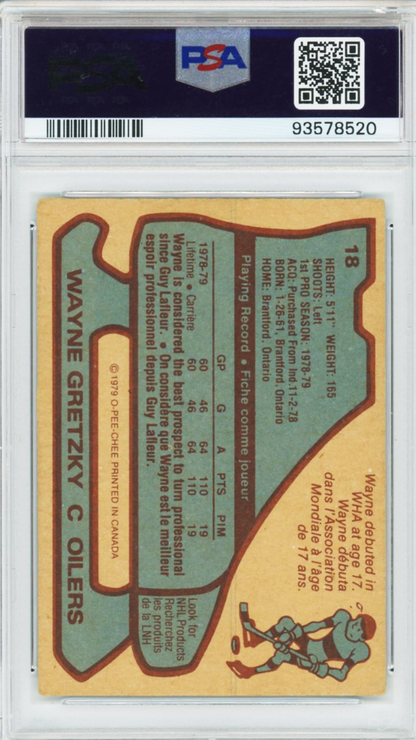 PSA
PSA
93578520
18
HEIGHT: 5'11" WEIGHT: 165
SHOOTS: Left
1st PRO SEASON: 1978-79
ACQ: Purchased From Ind. 11-2-78
BORN: 1-26-61, Brantford, Ontario
HOME: Brantford, Ontario
Playing Record • Fiche comme joueur
GP G A PTS PIM
1978-79 60 46 64 110 19
Lifetime • Carrière 60 46 64 110 19
Wayne is considered the best prospect to turn professional
since Guy Lafleur. • On considère que Wayne est le meilleur
espoir professionnel depuis Guy Lafleur.
Wayne debuted in
WHA at age 17.
Wayne débuta
dans l'Association
Mondiale à l'âge
de 17 ans.
Look for
NHL Products
Recherchez
les produits
de la LNH
© 1979 O-PEE-CHEE PRINTED IN CANADA
WAYNE GRETZKY C OILERS